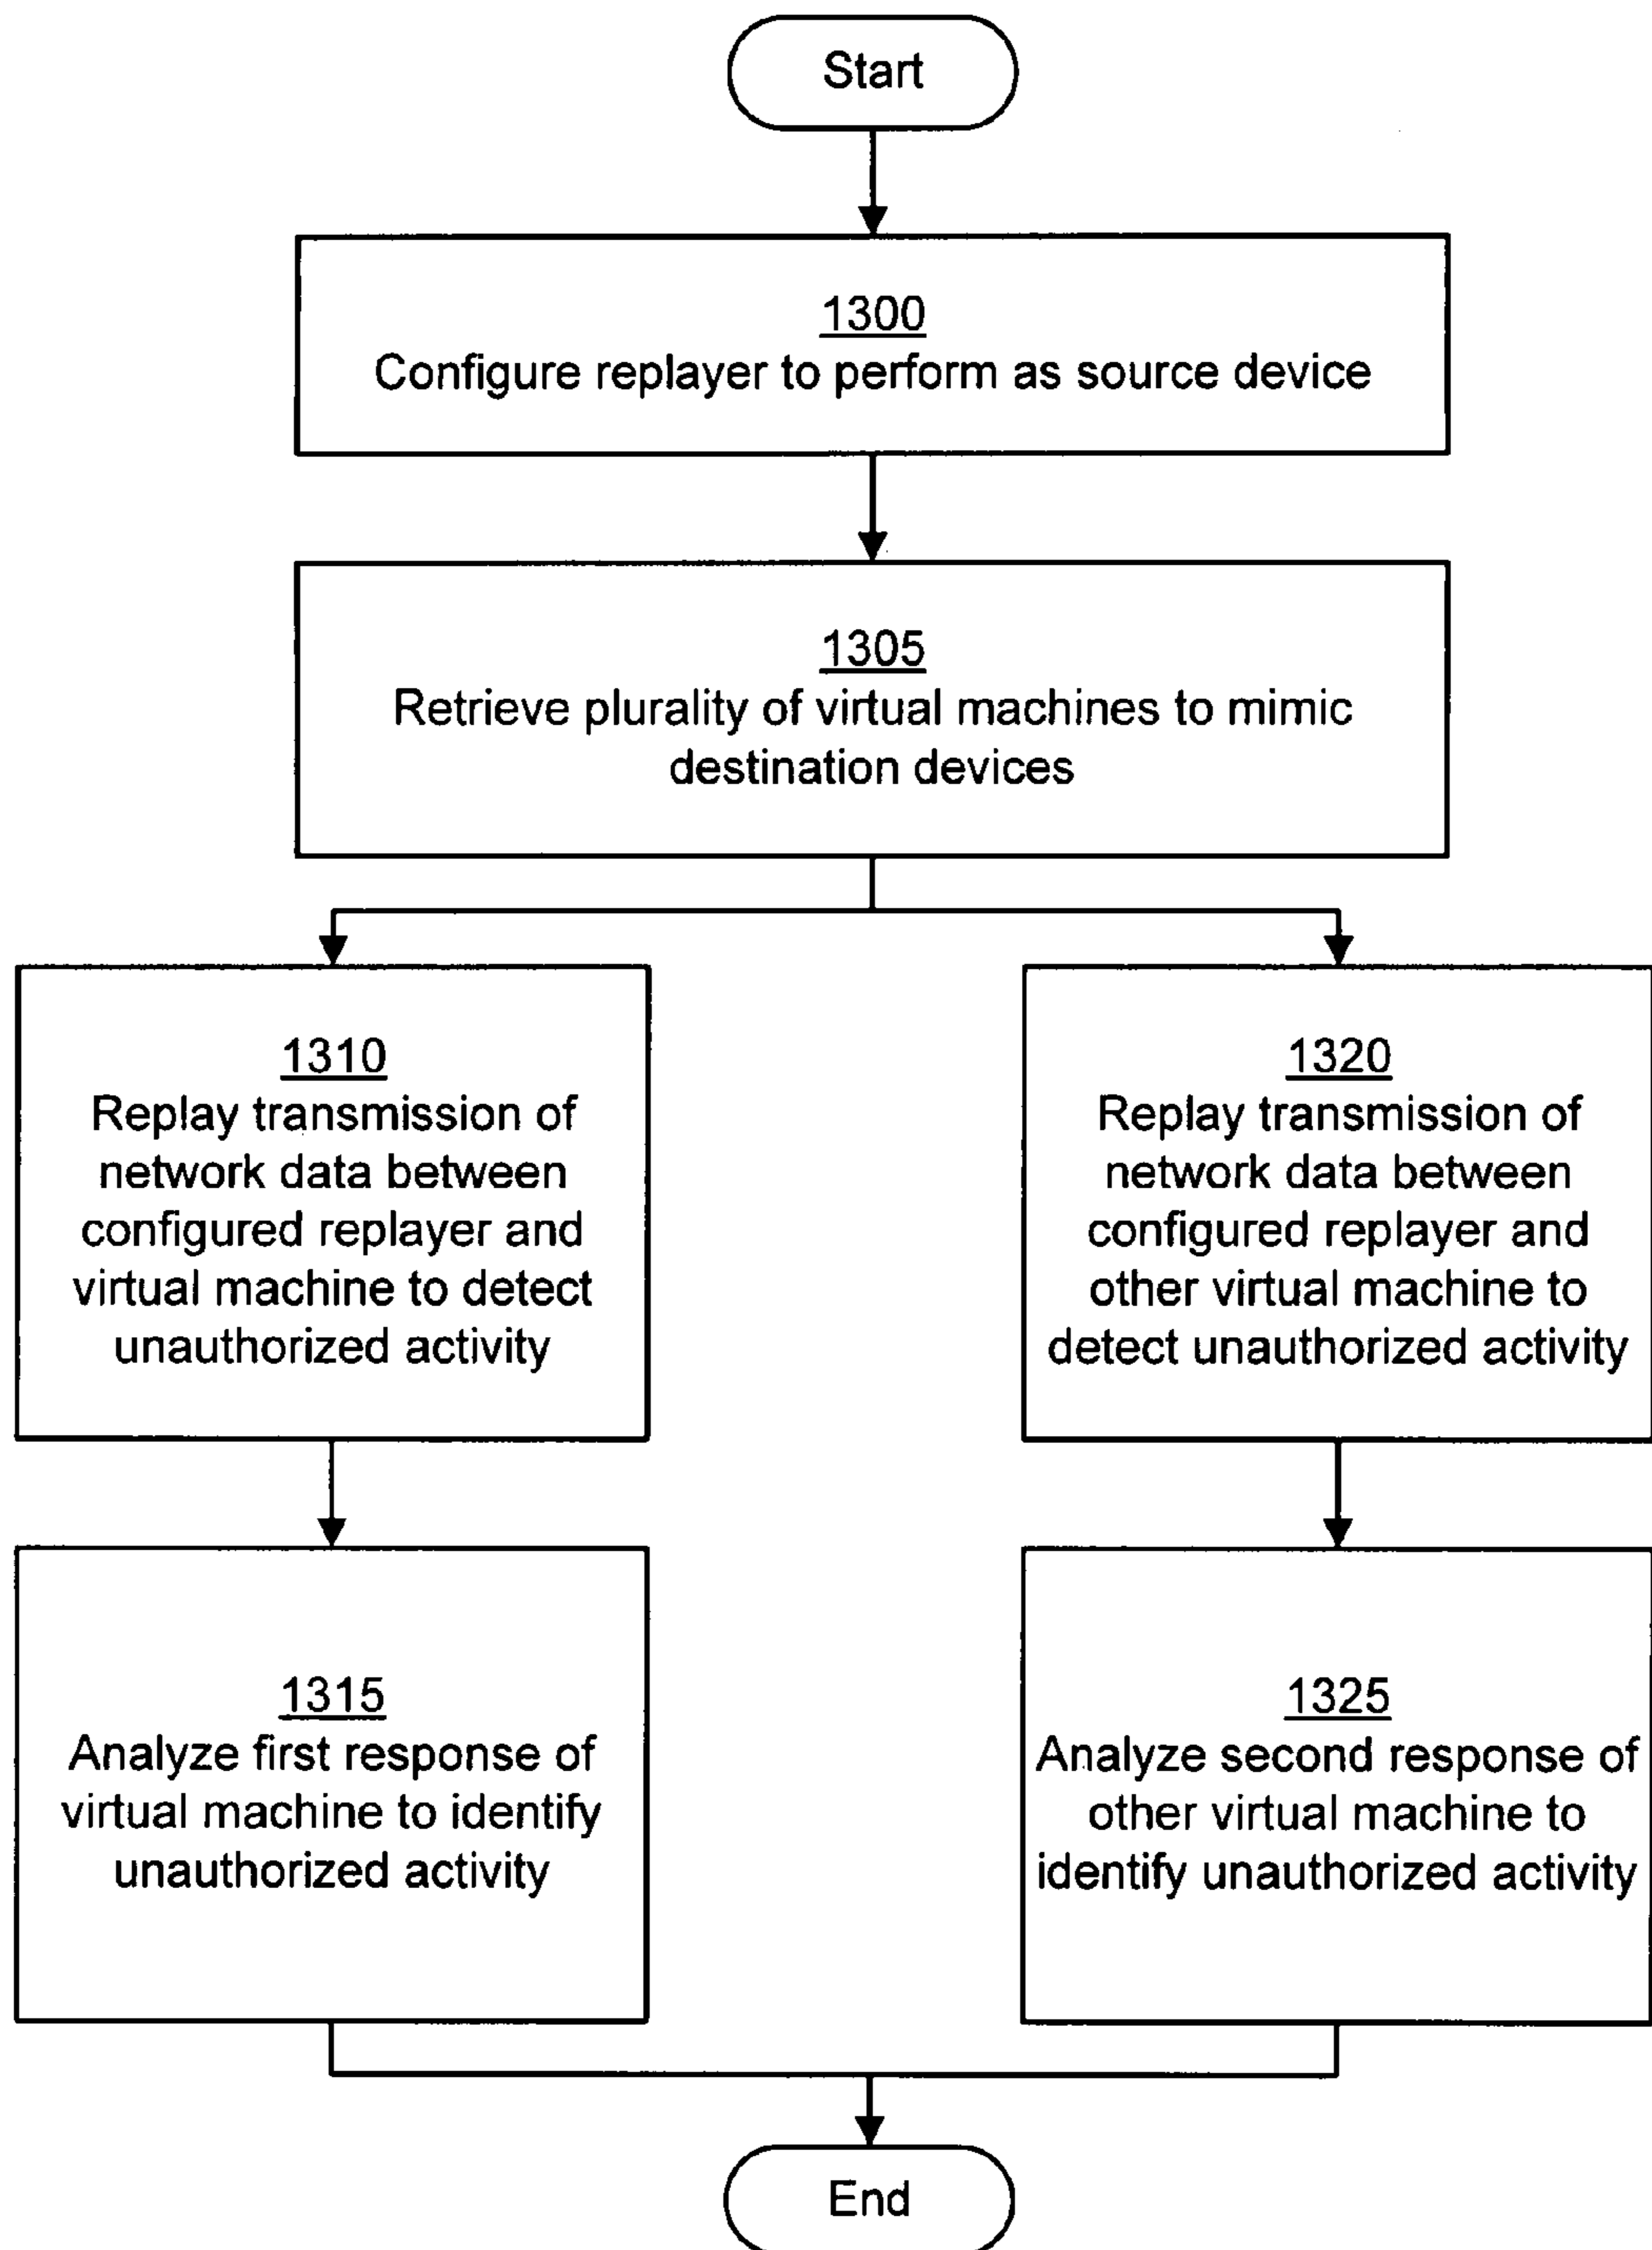 Start
1300
Configure replayer to perform as source device
1305
Retrieve plurality of virtual machines to mimic
destination devices
1310
Replay transmission of
network data between
configured replayer and
virtual machine to detect
unauthorized activity
1320
Replay transmission of
network data between
configured replayer and
other virtual machine to
detect unauthorized activity
1315
Analyze first response of
virtual machine to identify
unauthorized activity
1325
Analyze second response of
other virtual machine to
identify unauthorized activity
End